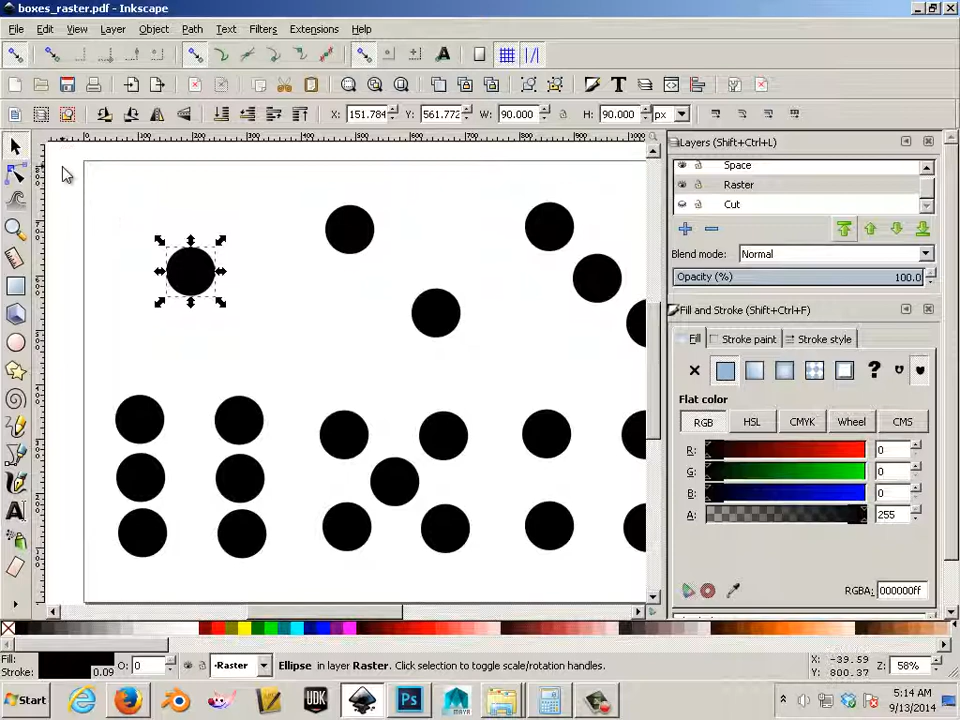 boxes_raster.pdf - Inkscape
File Edit View Layer Object Path Text Filters Extensions Help
X: 151.784 Y: 561.772 W: 90.000 H: 90.000 px
Layers (Shift+Ctrl+L)
Space
Raster
Cut
Blend mode: Normal
Opacity (%) 100.0
Fill and Stroke (Shift+Ctrl+F)
Fill Stroke paint Stroke style
Flat color
RGB HSL CMYK Wheel CMS
R: 0
G: 0
B: 0
A: 255
RGBA: 000000ff
Fill:
Stroke: 0.09 O: 0 ·Raster Ellipse in layer Raster. Click selection to toggle scale/rotation handles.
X: -39.59
Y: 800.37
Z: 58%
Start UDK Ps MAYA
5:14 AM
9/13/2014